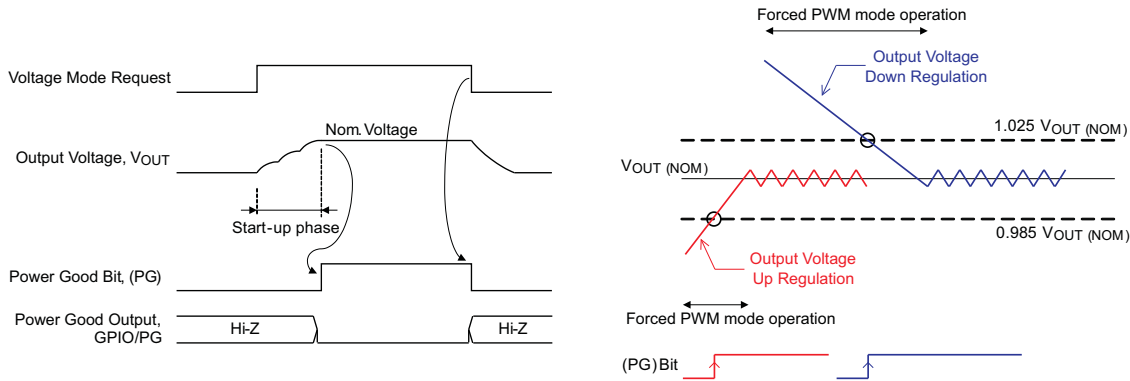 Voltage Mode Request
Nom. Voltage
Output Voltage, VOUT
Start-up phase
Power Good Bit, (PG)
Power Good Output,
GPIO/PG
Hi-Z
Hi-Z
Forced PWM mode operation
Output Voltage
Down Regulation
1.025 VOUT (NOM)
VOUT (NOM)
0.985 VOUT (NOM)
Output Voltage
Up Regulation
Forced PWM mode operation
(PG) Bit